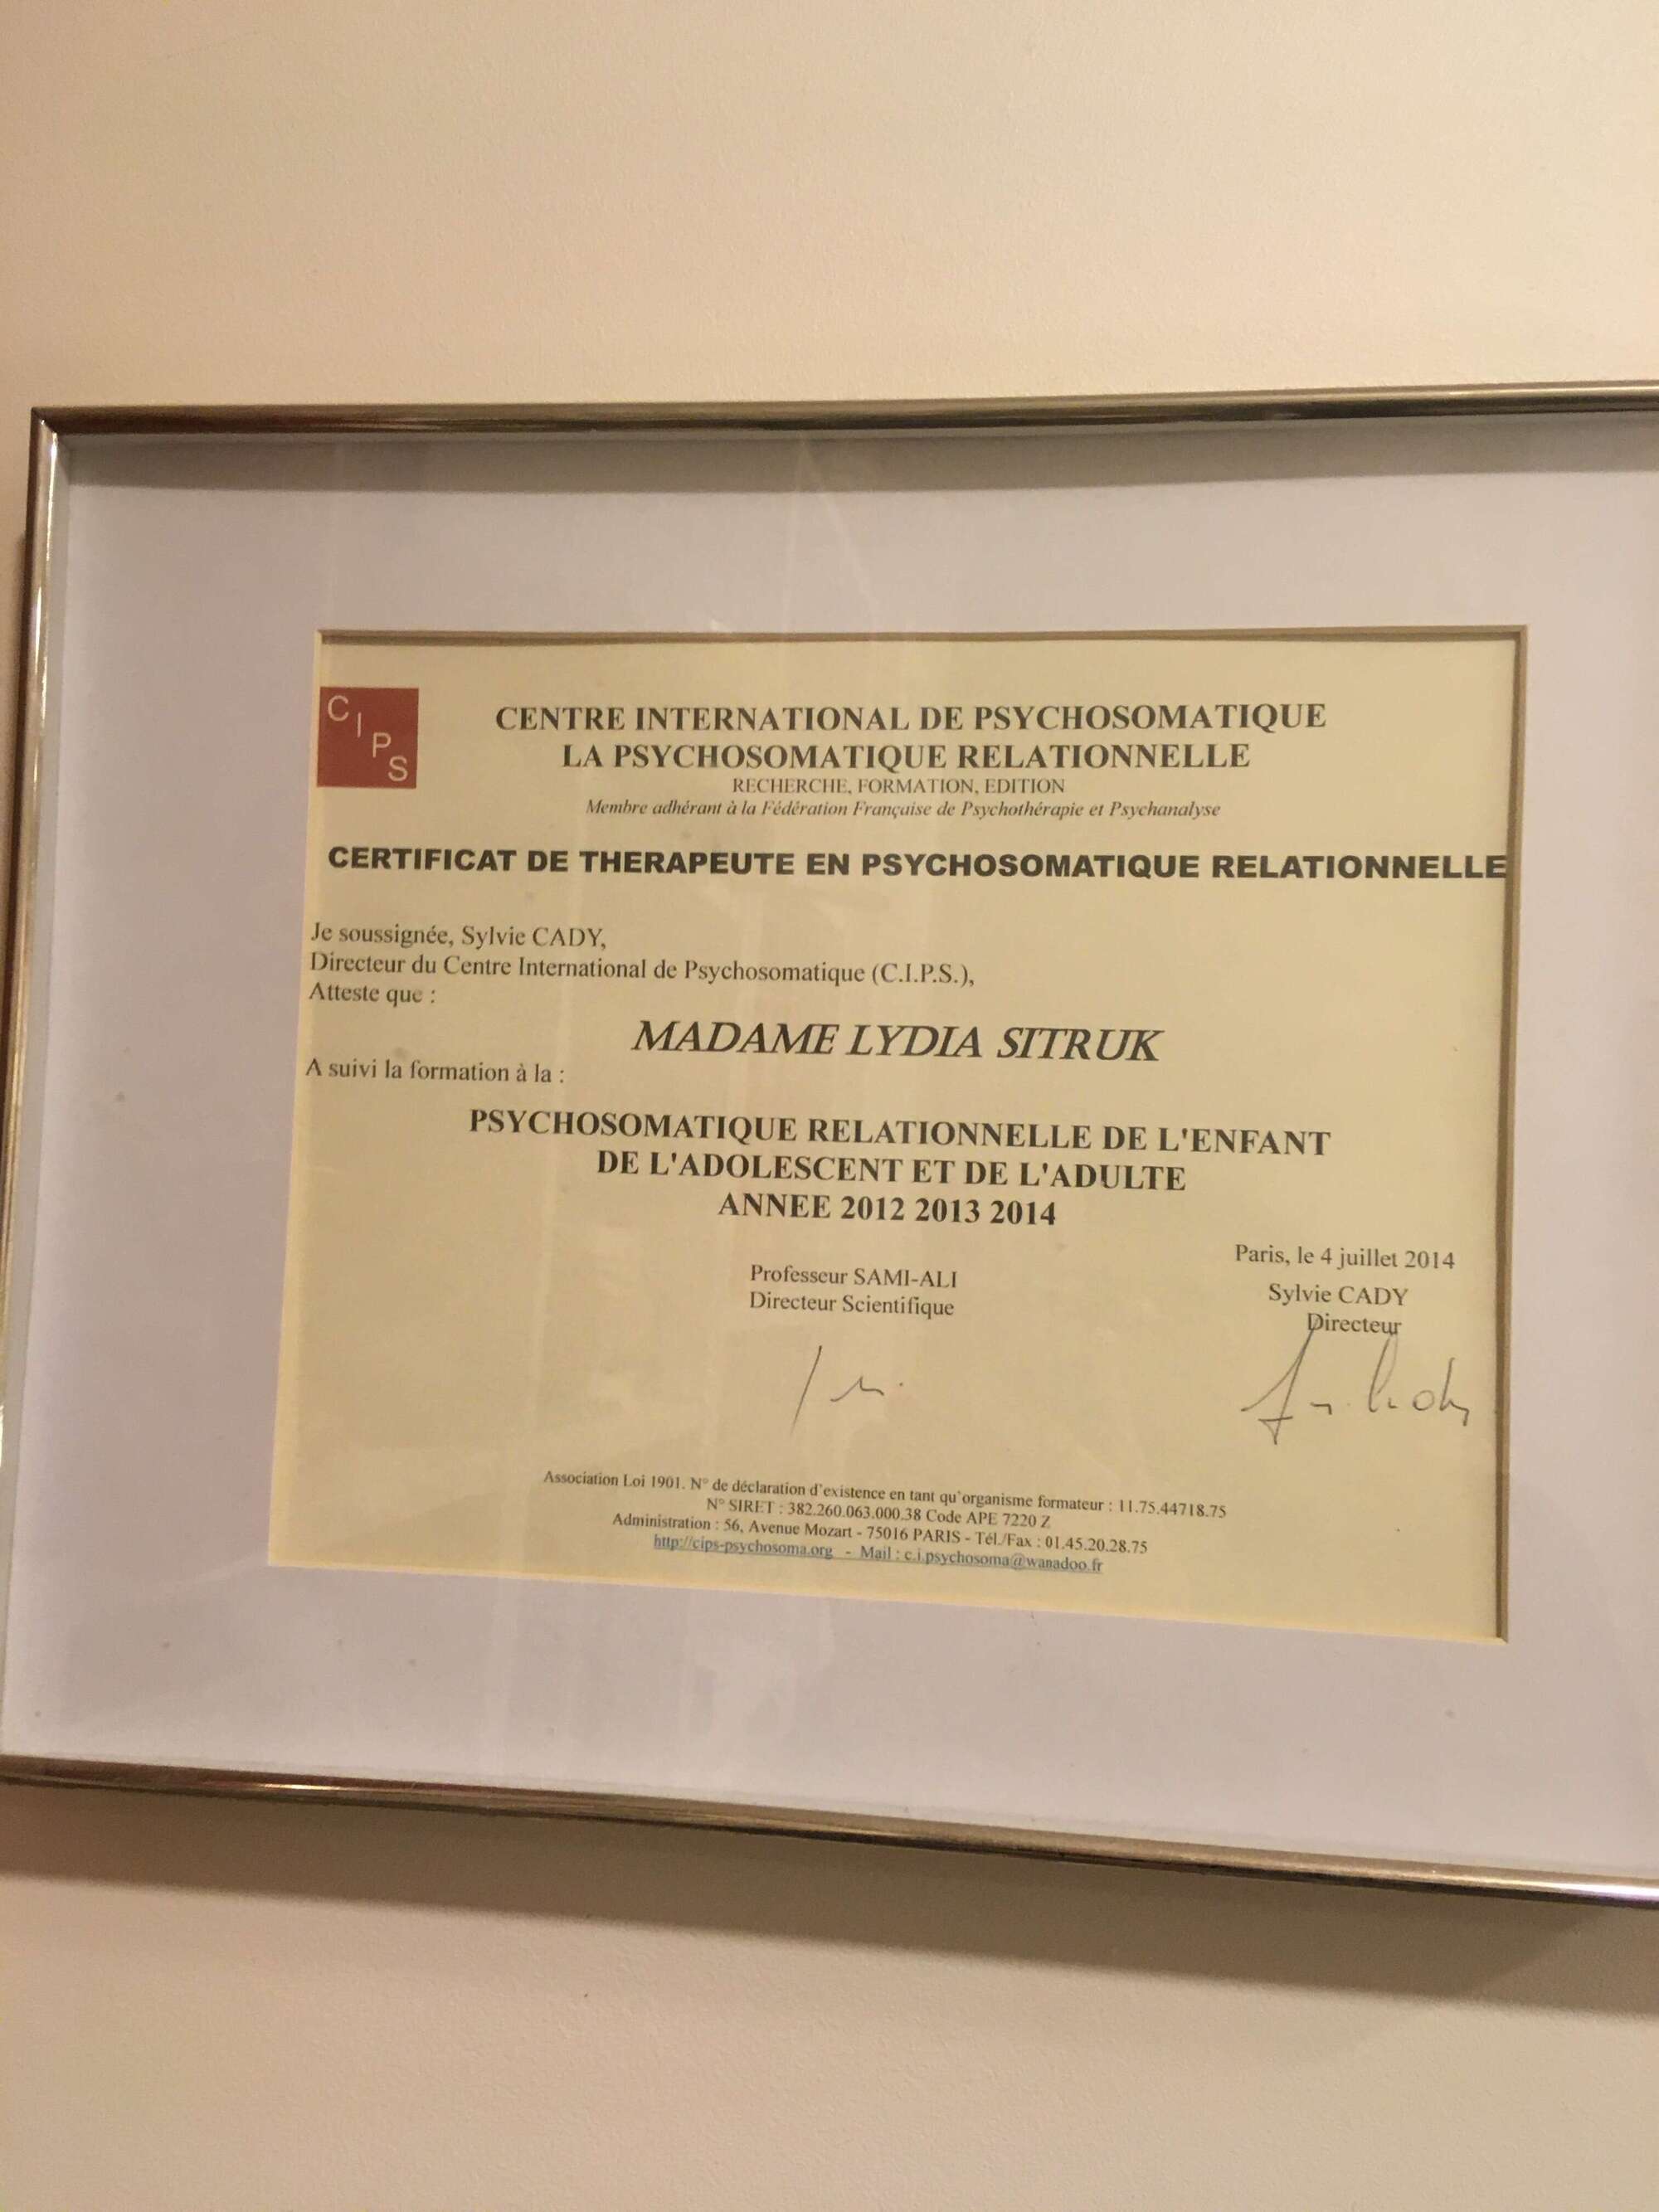 CIPS
CENTRE INTERNATIONAL DE PSYCHOSOMATIQUE
LA PSYCHOSOMATIQUE RELATIONNELLE
RECHERCHE, FORMATION, EDITION
Membre adhérant à la Fédération Française de Psychothérapie et Psychanalyse
CERTIFICAT DE THERAPEUTE EN PSYCHOSOMATIQUE RELATIONNELLE
Je soussignée, Sylvie CADY,
Directeur du Centre International de Psychosomatique (C.I.P.S.),
Atteste que :
MADAME LYDIA SITRUK
A suivi la formation à la :
PSYCHOSOMATIQUE RELATIONNELLE DE L'ENFANT
DE L'ADOLESCENT ET DE L'ADULTE
ANNEE 2012 2013 2014
Paris, le 4 juillet 2014
Professeur SAMI-ALI
Directeur Scientifique
Sylvie CADY
Directeur
Association Loi 1901. N° de déclaration d'existence en tant qu'organisme formateur : 11.75.44718.75
N° SIRET : 382.260.063.000.38 Code APE 7220 Z
Administration : 56, Avenue Mozart - 75016 PARIS - Tél./Fax : 01.45.20.28.75
http://cips-psychosoma.org - Mail : c.i.psychosoma@wanadoo.fr